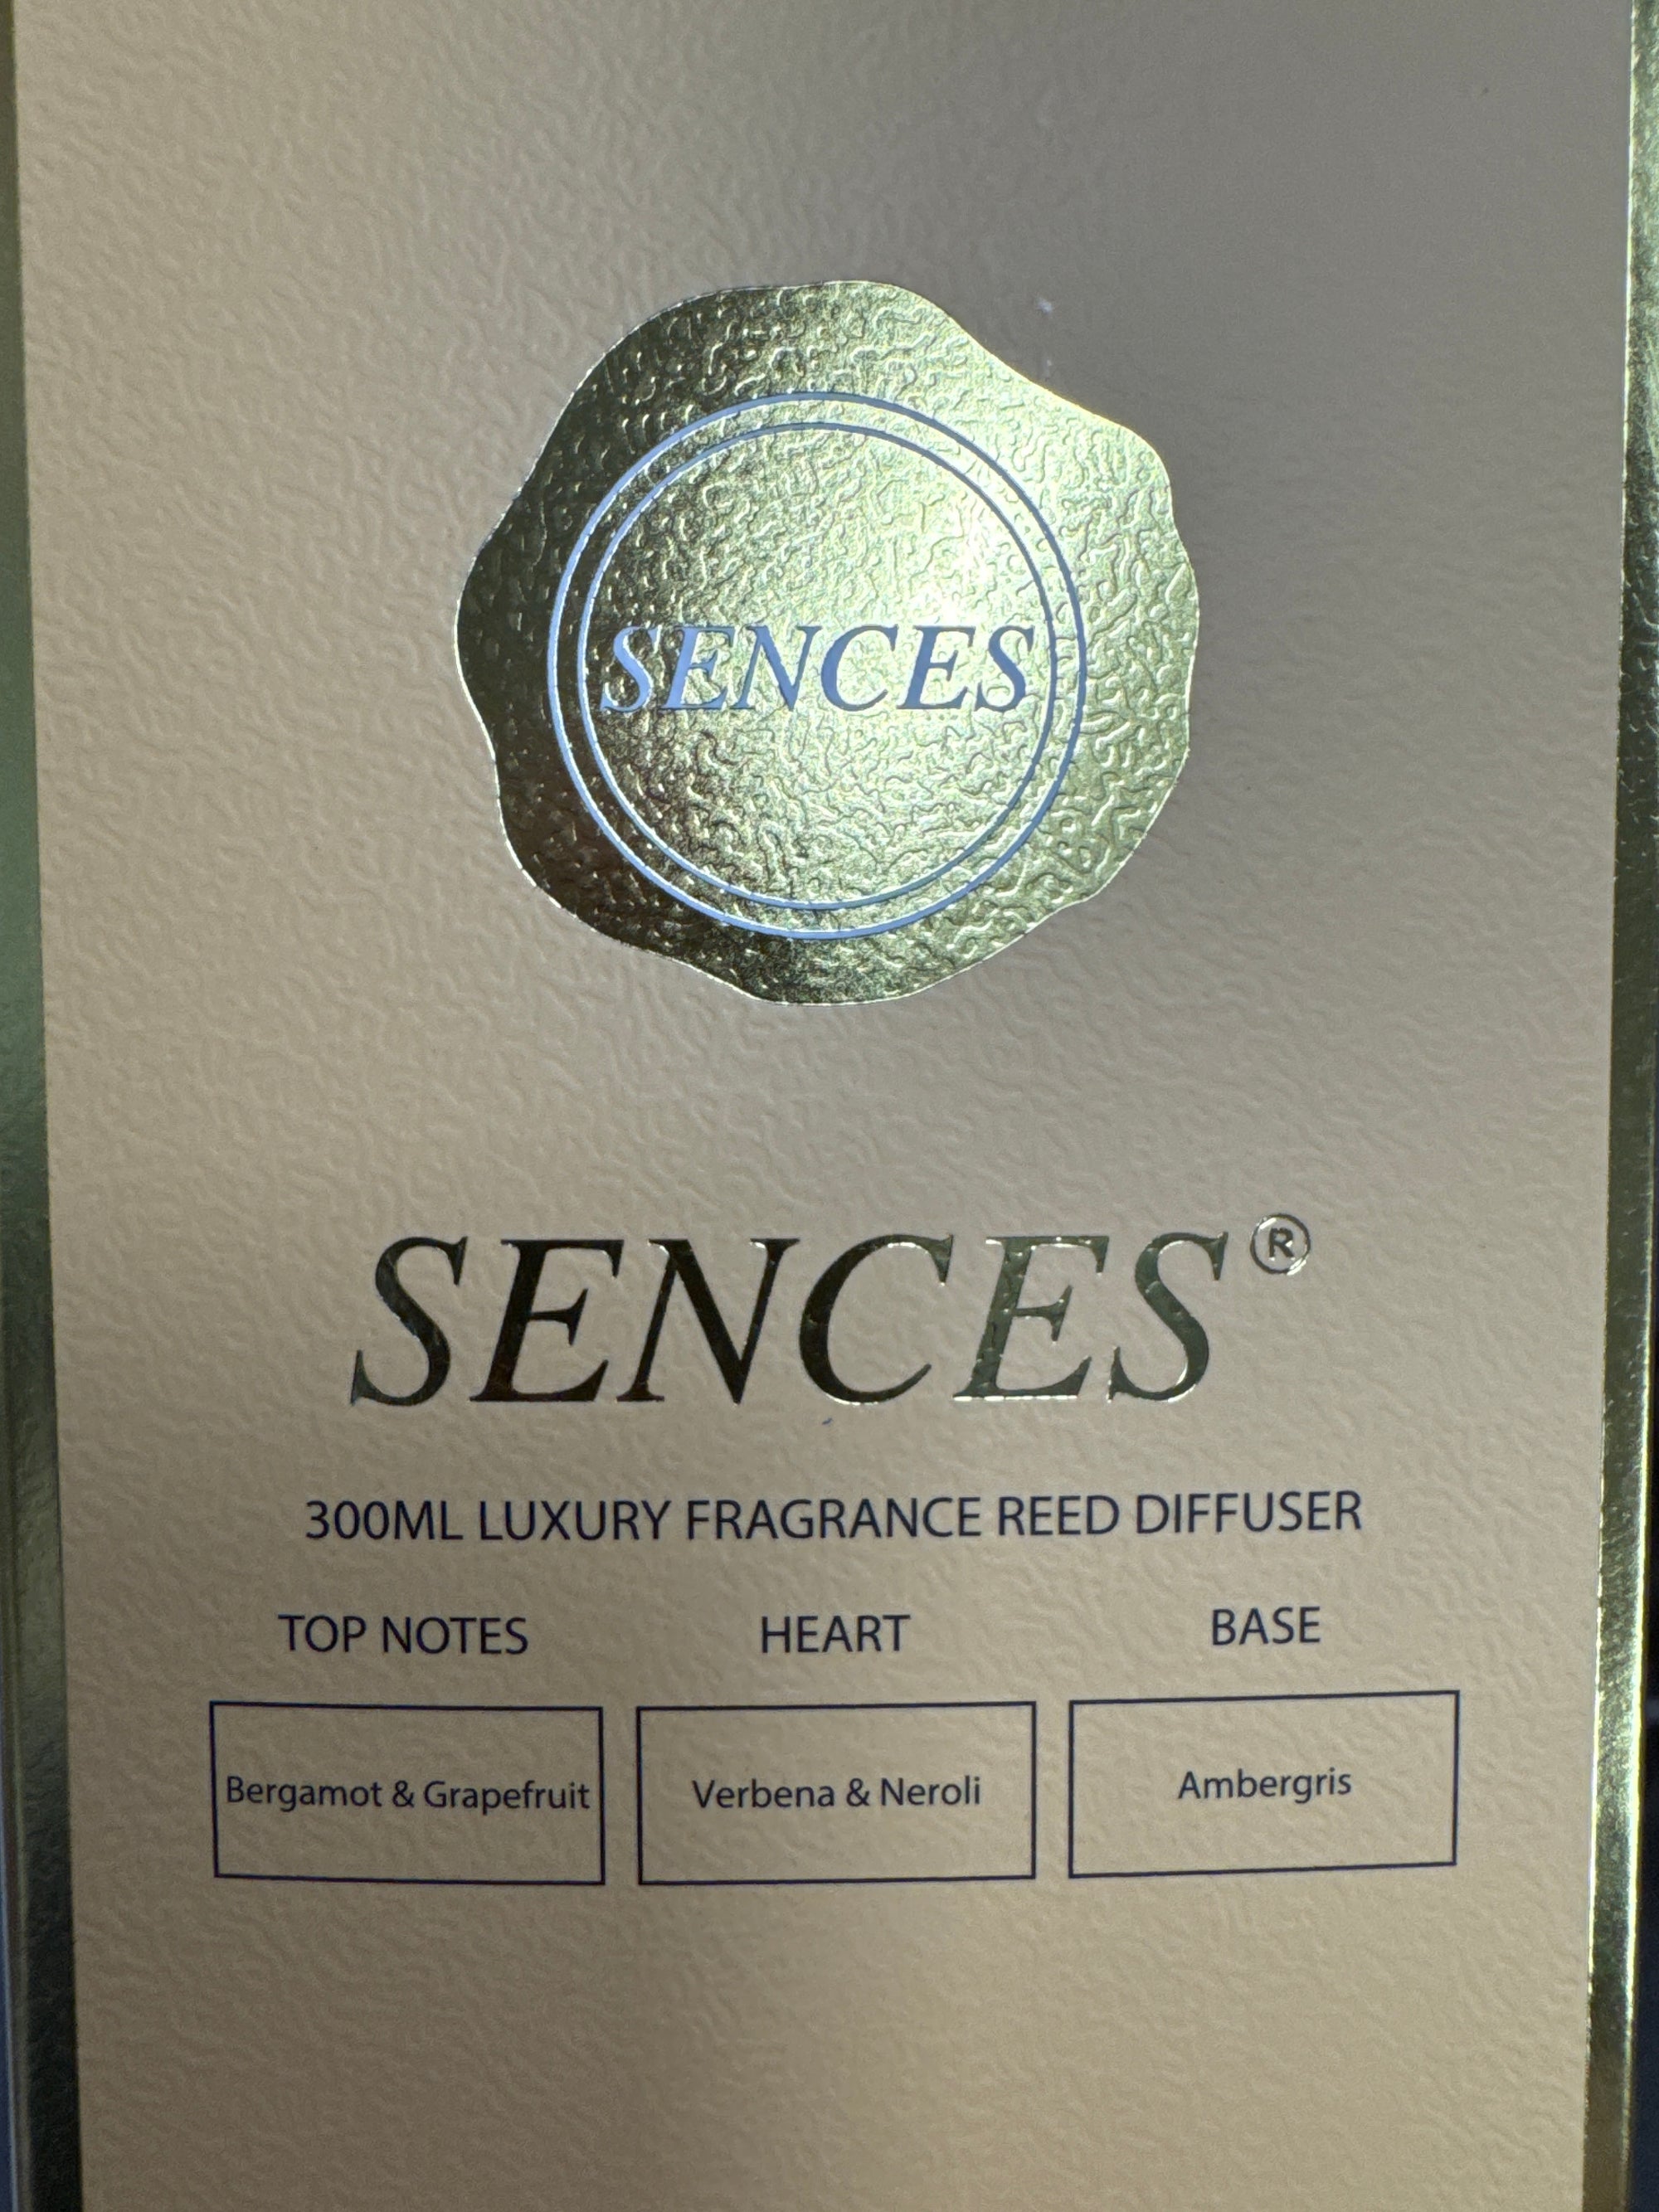 SENCES
SENCES®
300ML LUXURY FRAGRANCE REED DIFFUSER
TOP NOTES HEART BASE
Bergamot & Grapefruit Verbena & Neroli Ambergris